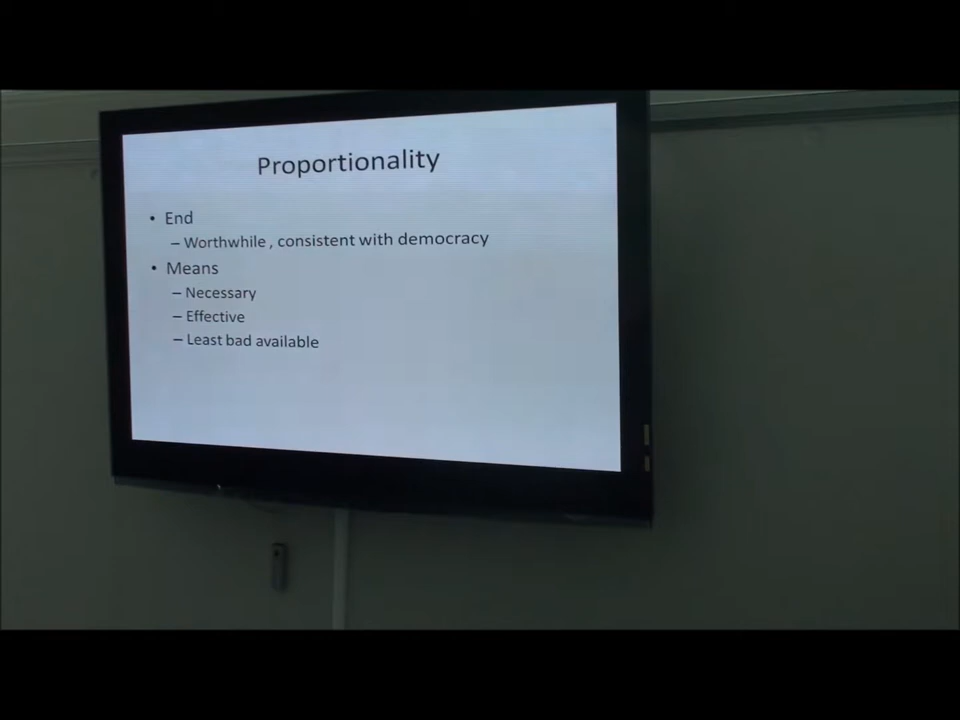 Proportionality
• End
– Worthwhile , consistent with democracy
• Means
– Necessary
– Effective
– Least bad available